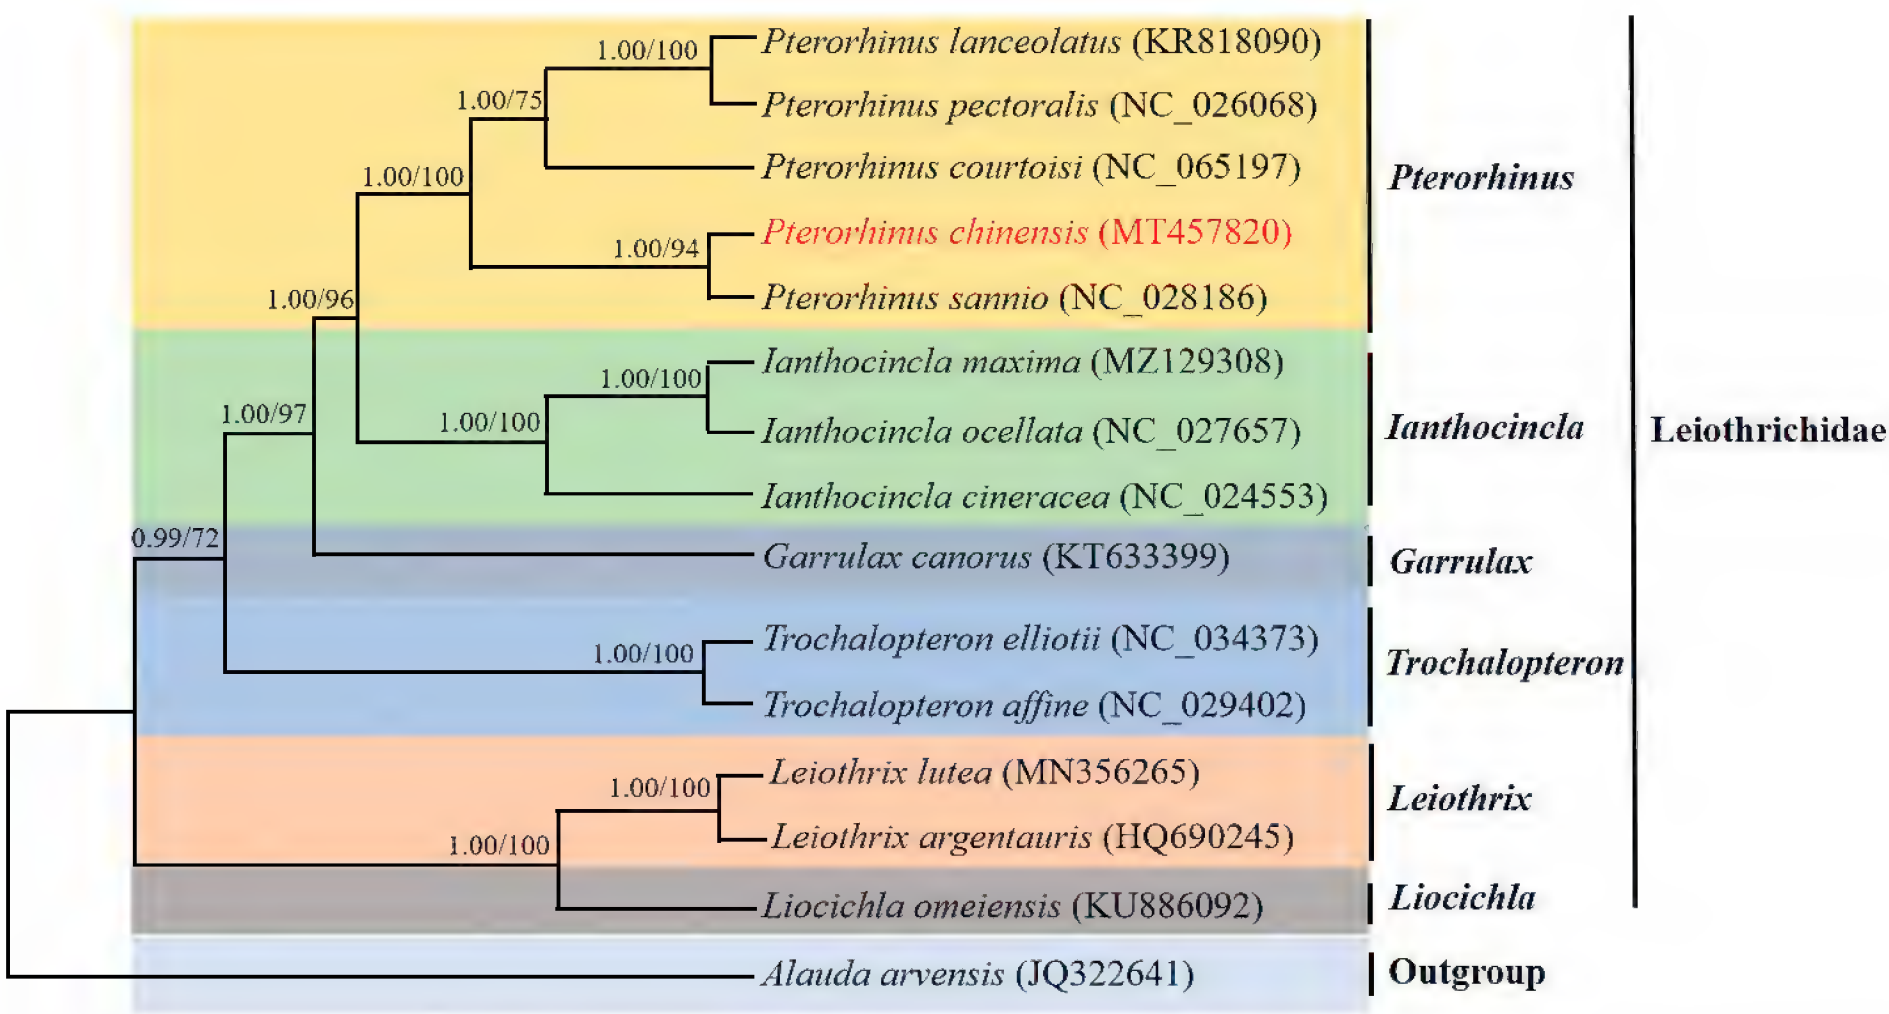 1.00/100
Pterorhinus lanceolatus (KR818090)
1.00/75
Pterorhinus pectoralis (NC_026068)
Pterorhinus courtoisi (NC_065197)
1.00/100
Pterorhinus
Pterorhinus chinensis (MT457820)
1.00/94
Pterorhinus sannio (NC_028186)
1.00/96
Ianthocincla maxima (MZ129308)
1.00/100
1.00/97
1.00/100
Ianthocincla ocellata (NC_027657)
Ianthocincla
Leiothrichidae
Ianthocincla cineracea (NC_024553)
0.99/72
Garrulax canorus (KT633399)
Garrulax
Trochalopteron elliotii (NC_034373)
1.00/100
Trochalopteron
Trochalopteron affine (NC_029402)
Leiothrix lutea (MN356265)
1.00/100
Leiothrix
Leiothrix argentauris (HQ690245)
1.00/100
Liocichla omeiensis (KU886092)
Liocichla
Alauda arvensis (JQ322641)
Outgroup